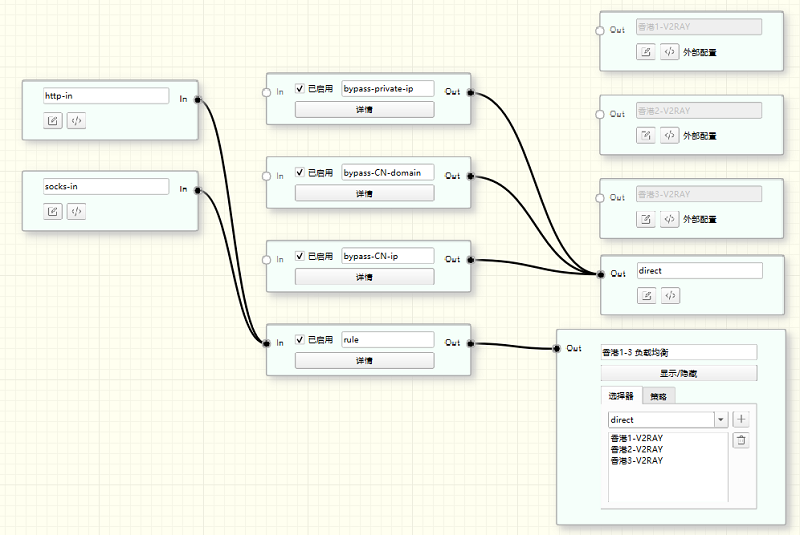 http-in
In
socks-in
In
In
已启用
bypass-private-ip
Out
详情
In
已启用
bypass-CN-domain
Out
详情
In
已启用
bypass-CN-ip
Out
详情
In
已启用
rule
Out
详情
Out
香港1-V2RAY
</>
外部配置
Out
香港2-V2RAY
</>
外部配置
Out
香港3-V2RAY
</>
外部配置
Out
direct
</>
Out
香港1-3 负载均衡
显示/隐藏
选择器 策略
direct
香港1-V2RAY
香港2-V2RAY
香港3-V2RAY